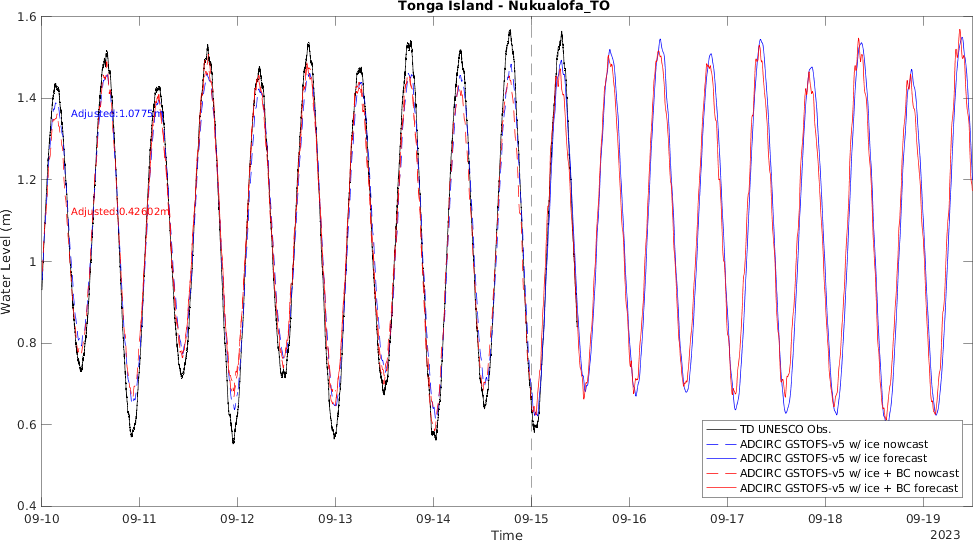 Tonga Island - Nukualofa_TO
1.6
1.4
1.2
1
0.8
0.6
0.4
Water Level (m)
Adjusted:1.0775m
Adjusted:0.42602m
TD UNESCO Obs.
ADCIRC GSTOFS-v5 w/ ice nowcast
ADCIRC GSTOFS-v5 w/ ice forecast
ADCIRC GSTOFS-v5 w/ ice + BC nowcast
ADCIRC GSTOFS-v5 w/ ice + BC forecast
09-10 09-11 09-12 09-13 09-14 09-15 09-16 09-17 09-18 09-19
Time
2023